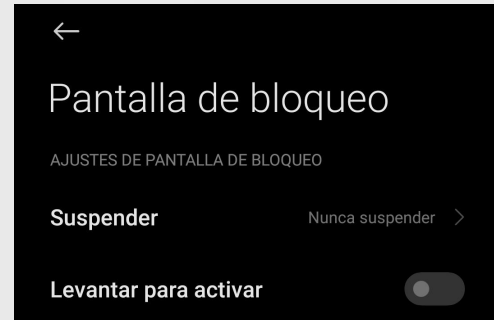 Pantalla de bloqueo
AJUSTES DE PANTALLA DE BLOQUEO
Suspender Nunca suspender
Levantar para activar